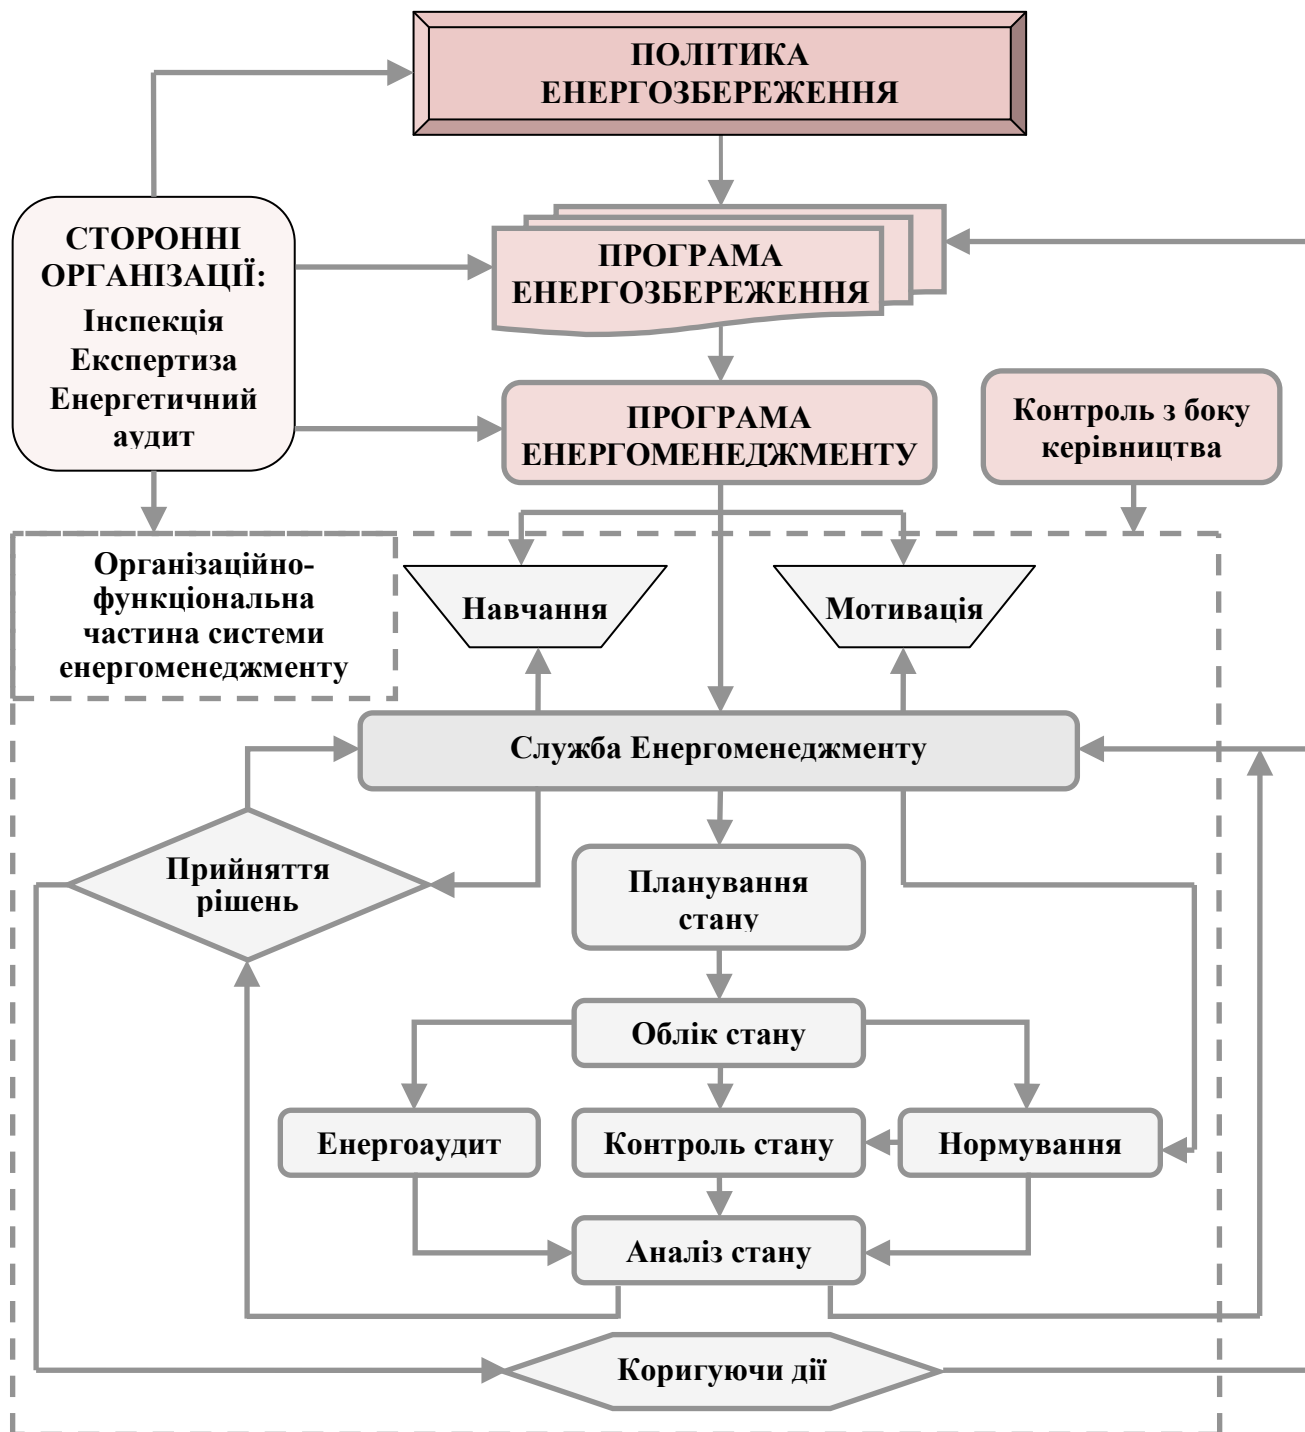 ПОЛІТИКА
ЕНЕРГОЗБЕРЕЖЕННЯ
СТОРОННІ
ОРГАНІЗАЦІЇ:
Інспекція
Експертиза
Енергетичний
аудит
ПРОГРАМА
ЕНЕРГОЗБЕРЕЖЕННЯ
ПРОГРАМА
ЕНЕРГОМЕНЕДЖМЕНТУ
Контроль з боку
керівництва
Організаційно-
функціональна
частина системи
енергоменеджменту
Навчання
Мотивація
Служба Енергоменеджменту
Прийняття
рішень
Планування
стану
Облік стану
Енергоаудит
Контроль стану
Нормування
Аналіз стану
Коригуючи дії